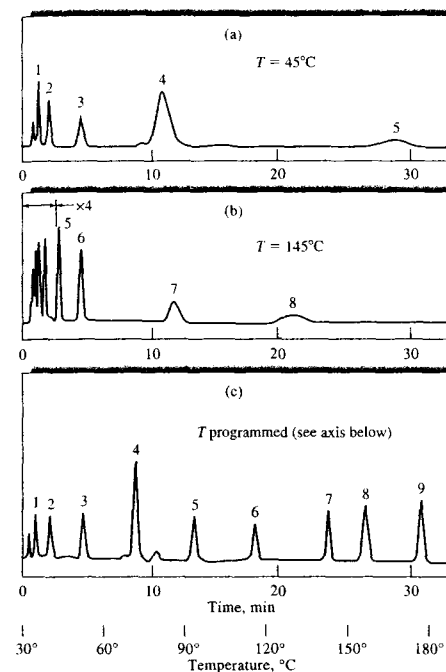 (a)
T = 45°C
1 2 3 4 5
0 10 20 30
×4
(b)
T = 145°C
5 6 7 8
0 10 20 30
(c)
T programmed (see axis below)
1 2 3 4 5 6 7 8 9
0 10 20 30
Time, min
30° 60° 90° 120° 150° 180°
Temperature, °C